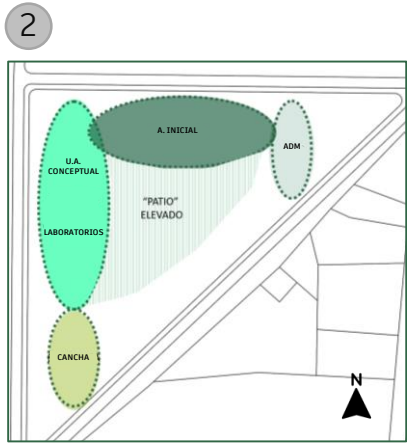 2
A. INICIAL
ADM
U.A.
CONCEPTUAL
"PATIO"
ELEVADO
LABORATORIOS
CANCHA
N